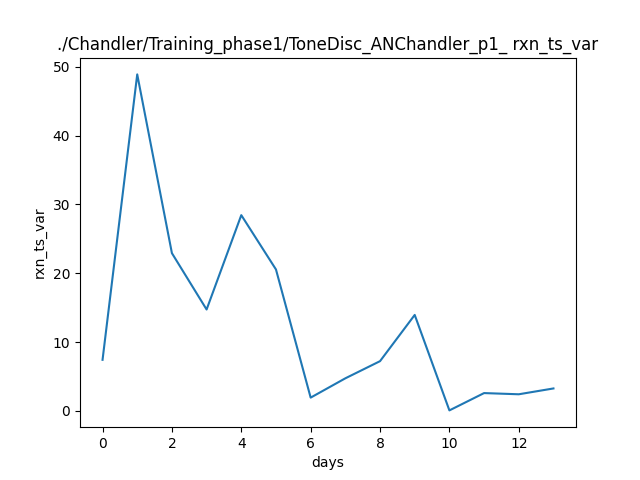 ./Chandler/Training_phase1/ToneDisc_ANChandler_p1_ rxn_ts_var
50
40
30
20
10
0
rxn_ts_var
0 2 4 6 8 10 12
days